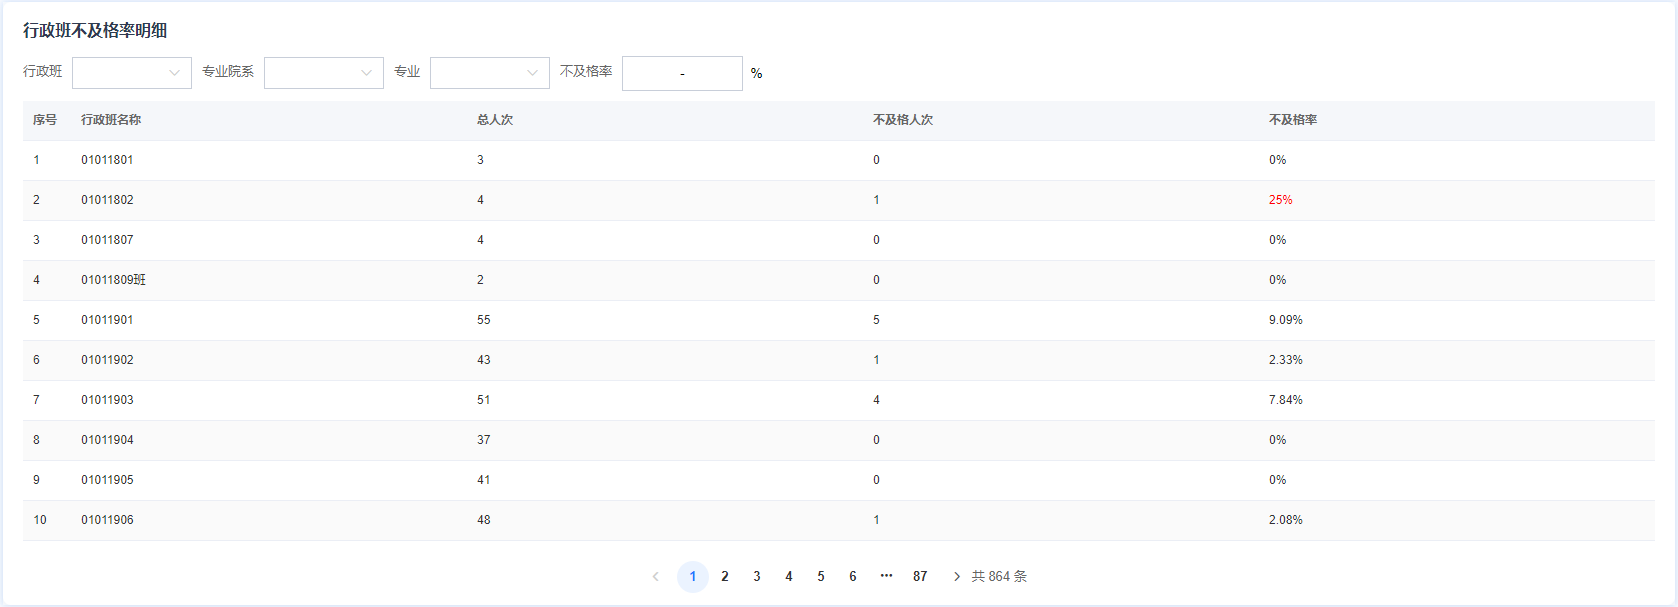 行政班不及格率明细
行政班 专业院系 专业 不及格率 - %
序号 行政班名称 总人次 不及格人次 不及格率
1 01011801 3 0 0%
2 01011802 4 1 25%
3 01011807 4 0 0%
4 01011809班 2 0 0%
5 01011901 55 5 9.09%
6 01011902 43 1 2.33%
7 01011903 51 4 7.84%
8 01011904 37 0 0%
9 01011905 41 0 0%
10 01011906 48 1 2.08%
1 2 3 4 5 6 ··· 87 共 864 条